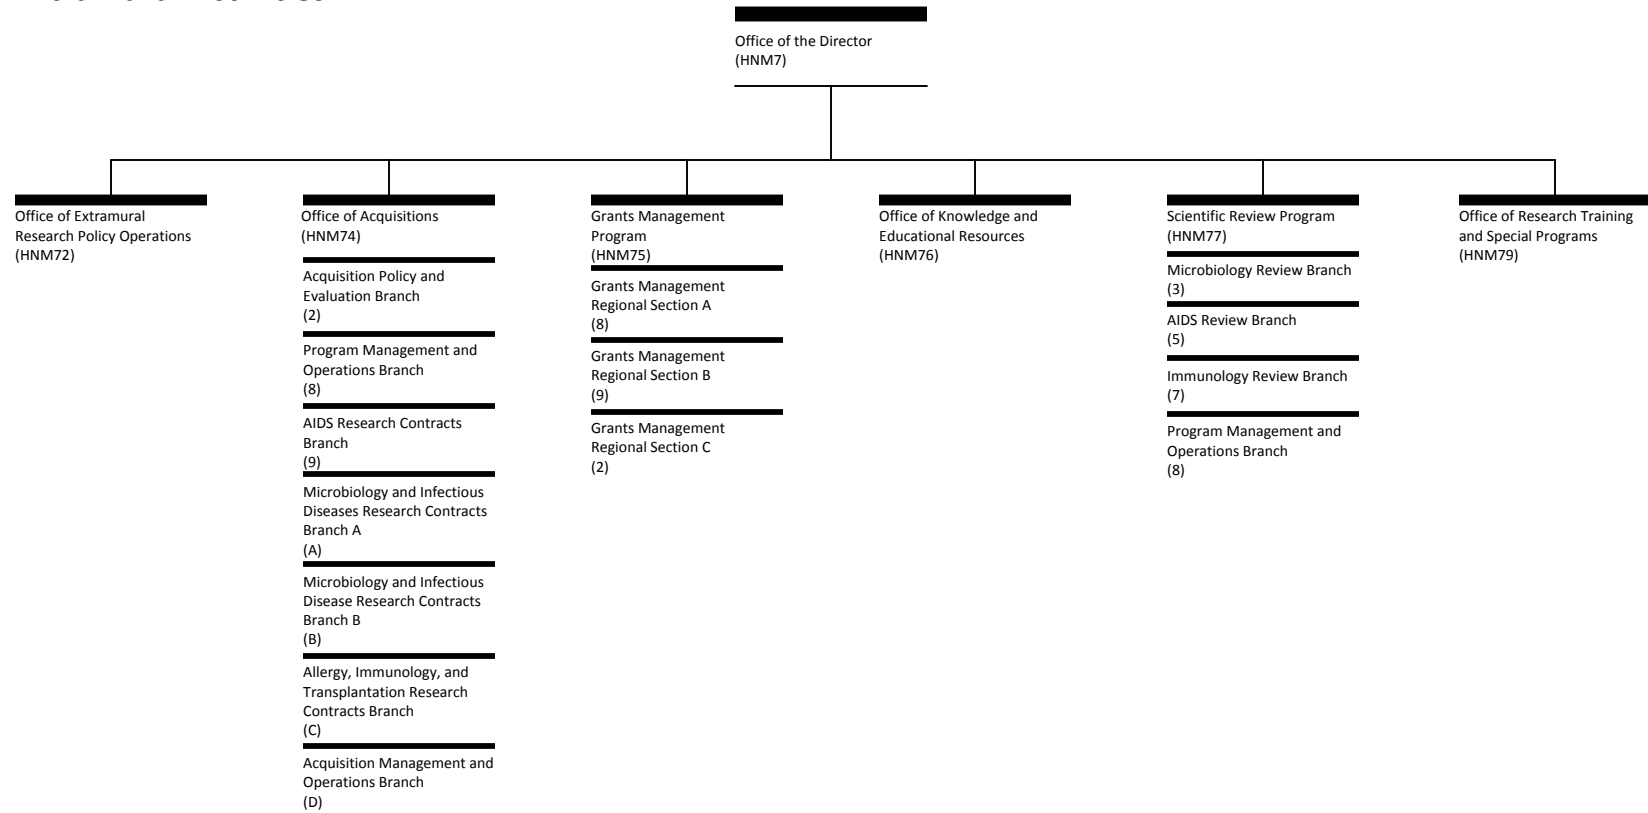 Office of the Director
(HNM7)
Office of Extramural
Research Policy Operations
(HNM72)
Office of Acquisitions
(HNM74)
Acquisition Policy and
Evaluation Branch
(2)
Program Management and
Operations Branch
(8)
AIDS Research Contracts
Branch
(9)
Microbiology and Infectious
Diseases Research Contracts
Branch A
(A)
Microbiology and Infectious
Disease Research Contracts
Branch B
(B)
Allergy, Immunology, and
Transplantation Research
Contracts Branch
(C)
Acquisition Management and
Operations Branch
(D)
Grants Management
Program
(HNM75)
Grants Management
Regional Section A
(8)
Grants Management
Regional Section B
(9)
Grants Management
Regional Section C
(2)
Office of Knowledge and
Educational Resources
(HNM76)
Scientific Review Program
(HNM77)
Microbiology Review Branch
(3)
AIDS Review Branch
(5)
Immunology Review Branch
(7)
Program Management and
Operations Branch
(8)
Office of Research Training
and Special Programs
(HNM79)